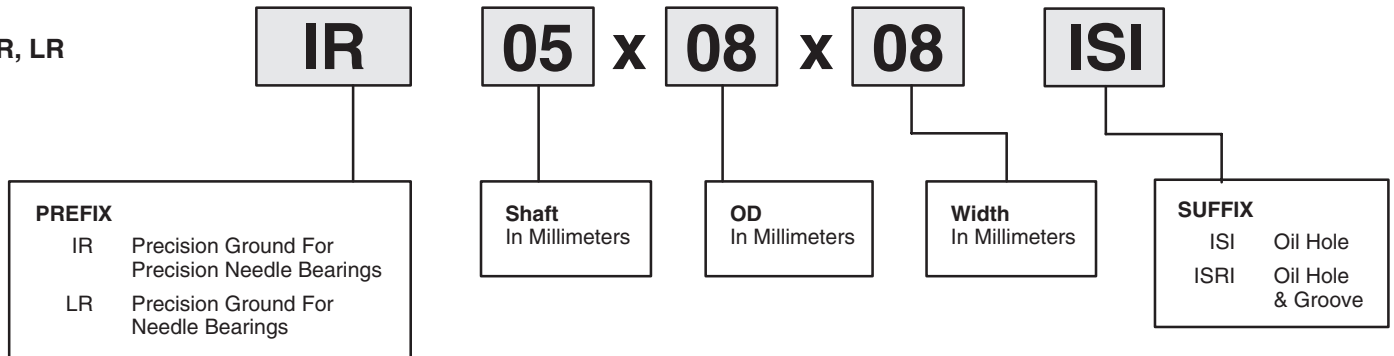 R, LR
IR 05 x 08 x 08 ISI
PREFIX
IR Precision Ground For
Precision Needle Bearings
LR Precision Ground For
Needle Bearings
Shaft
In Millimeters
OD
In Millimeters
Width
In Millimeters
SUFFIX
ISI Oil Hole
ISRI Oil Hole
& Groove